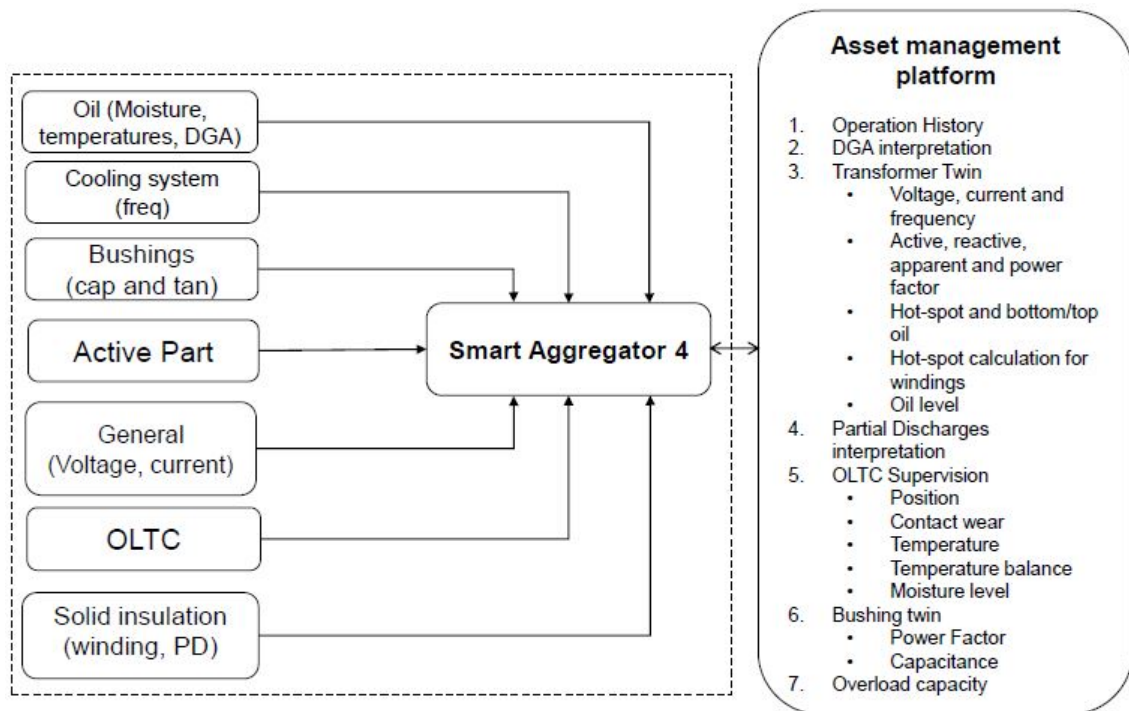 Oil (Moisture,
temperatures, DGA)
Cooling system
(freq)
Bushings
(cap and tan)
Active Part
General
(Voltage, current)
OLTC
Solid insulation
(winding, PD)
Smart Aggregator 4
Asset management
platform
1. Operation History
2. DGA interpretation
3. Transformer Twin
• Voltage, current and
frequency
• Active, reactive,
apparent and power
factor
• Hot-spot and bottom/top
oil
• Hot-spot calculation for
windings
• Oil level
4. Partial Discharges
interpretation
5. OLTC Supervision
• Position
• Contact wear
• Temperature
• Temperature balance
• Moisture level
6. Bushing twin
• Power Factor
• Capacitance
7. Overload capacity